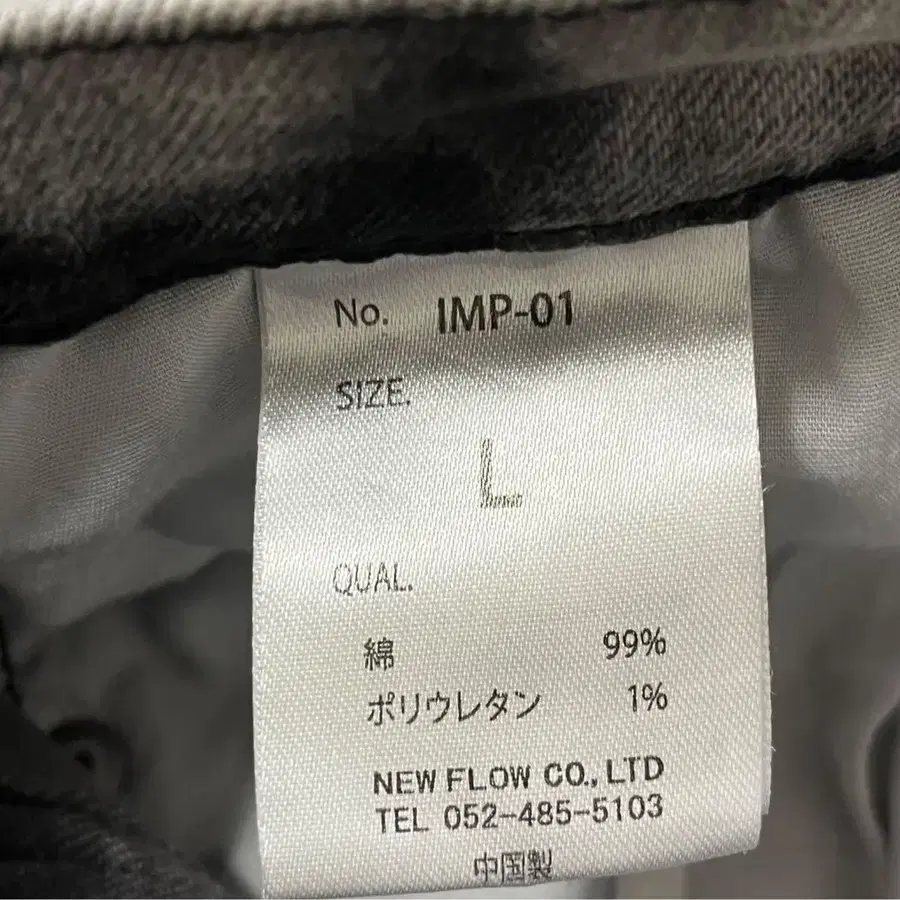 No. IMP-01
SIZE.
L
QUAL.
綿 99%
ポリウレタン 1%
NEW FLOW CO., LTD
TEL 052-485-5103
中国製